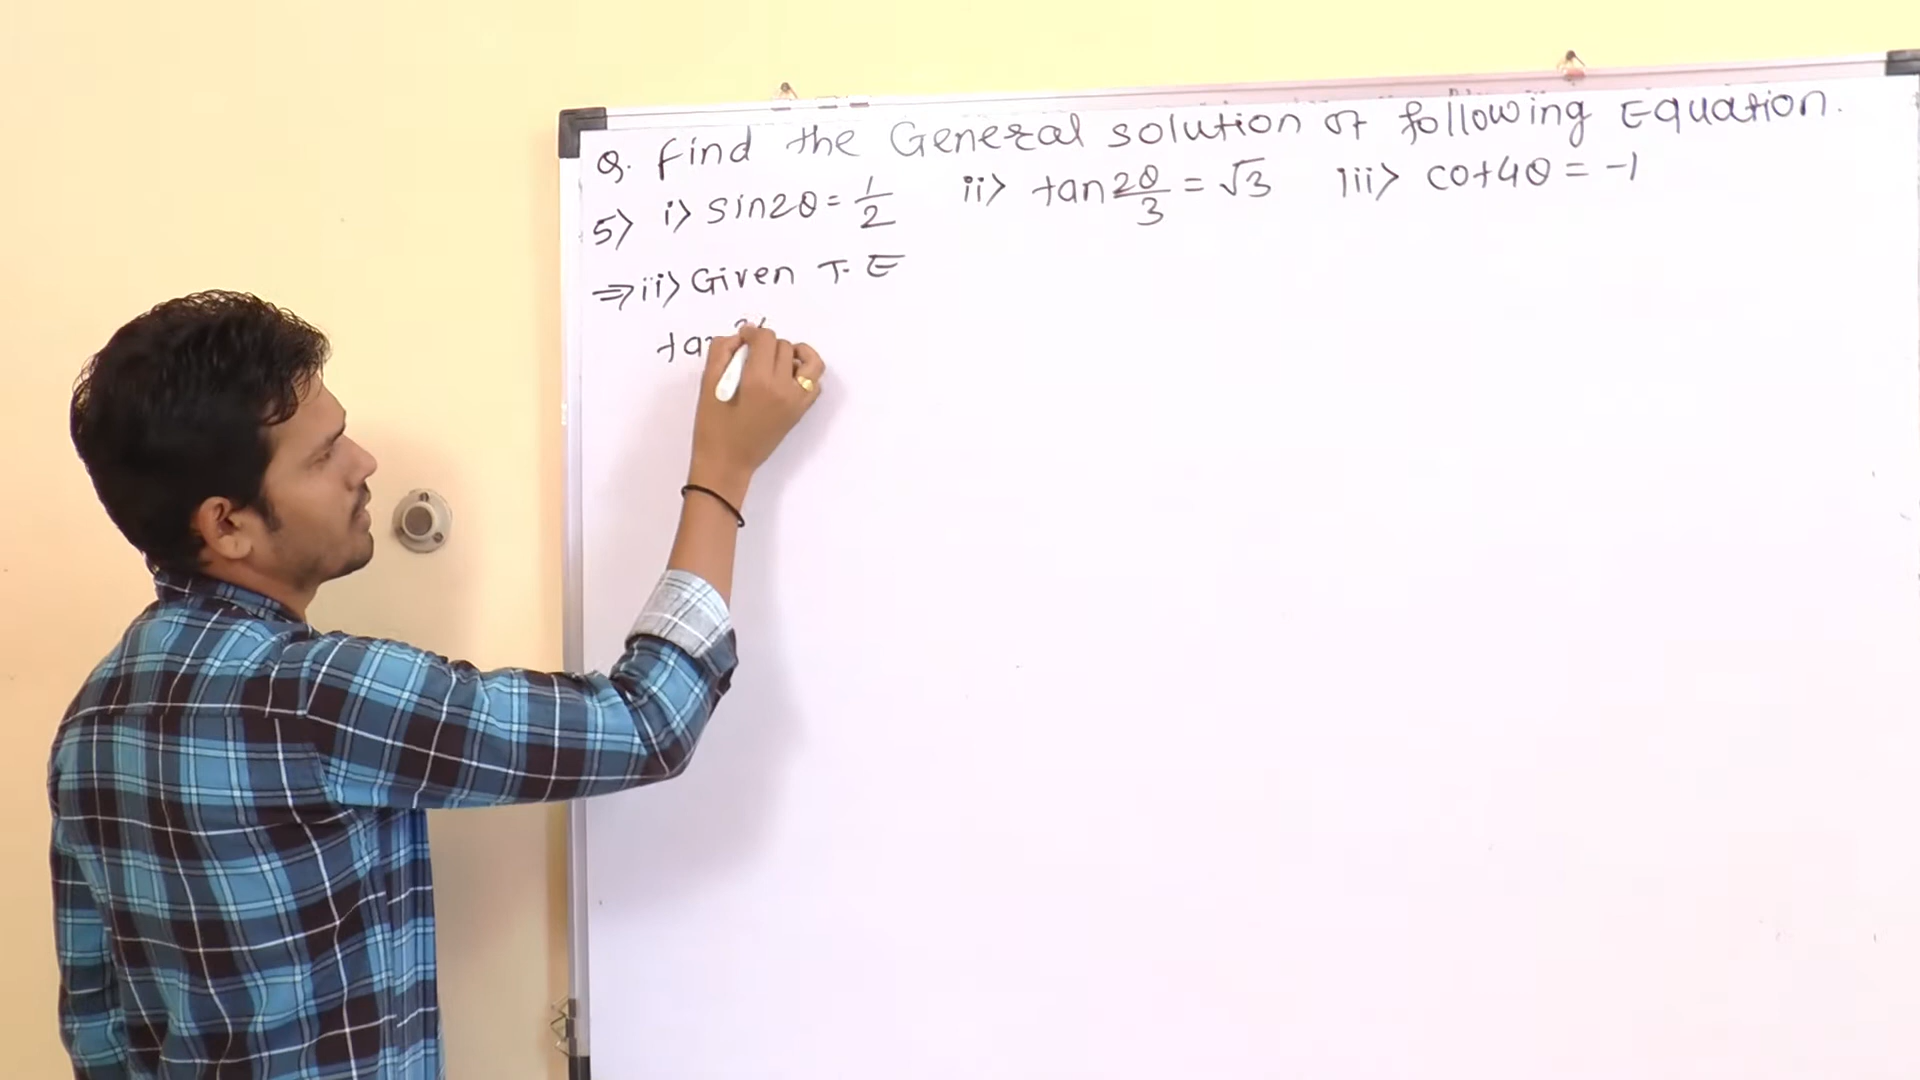 Q. Find the General solution of following Equation.
5) i) sin2θ = 1/2 ii) tan 2θ/3 = √3 iii) cot4θ = -1
⇒ ii) Given T. E
tan